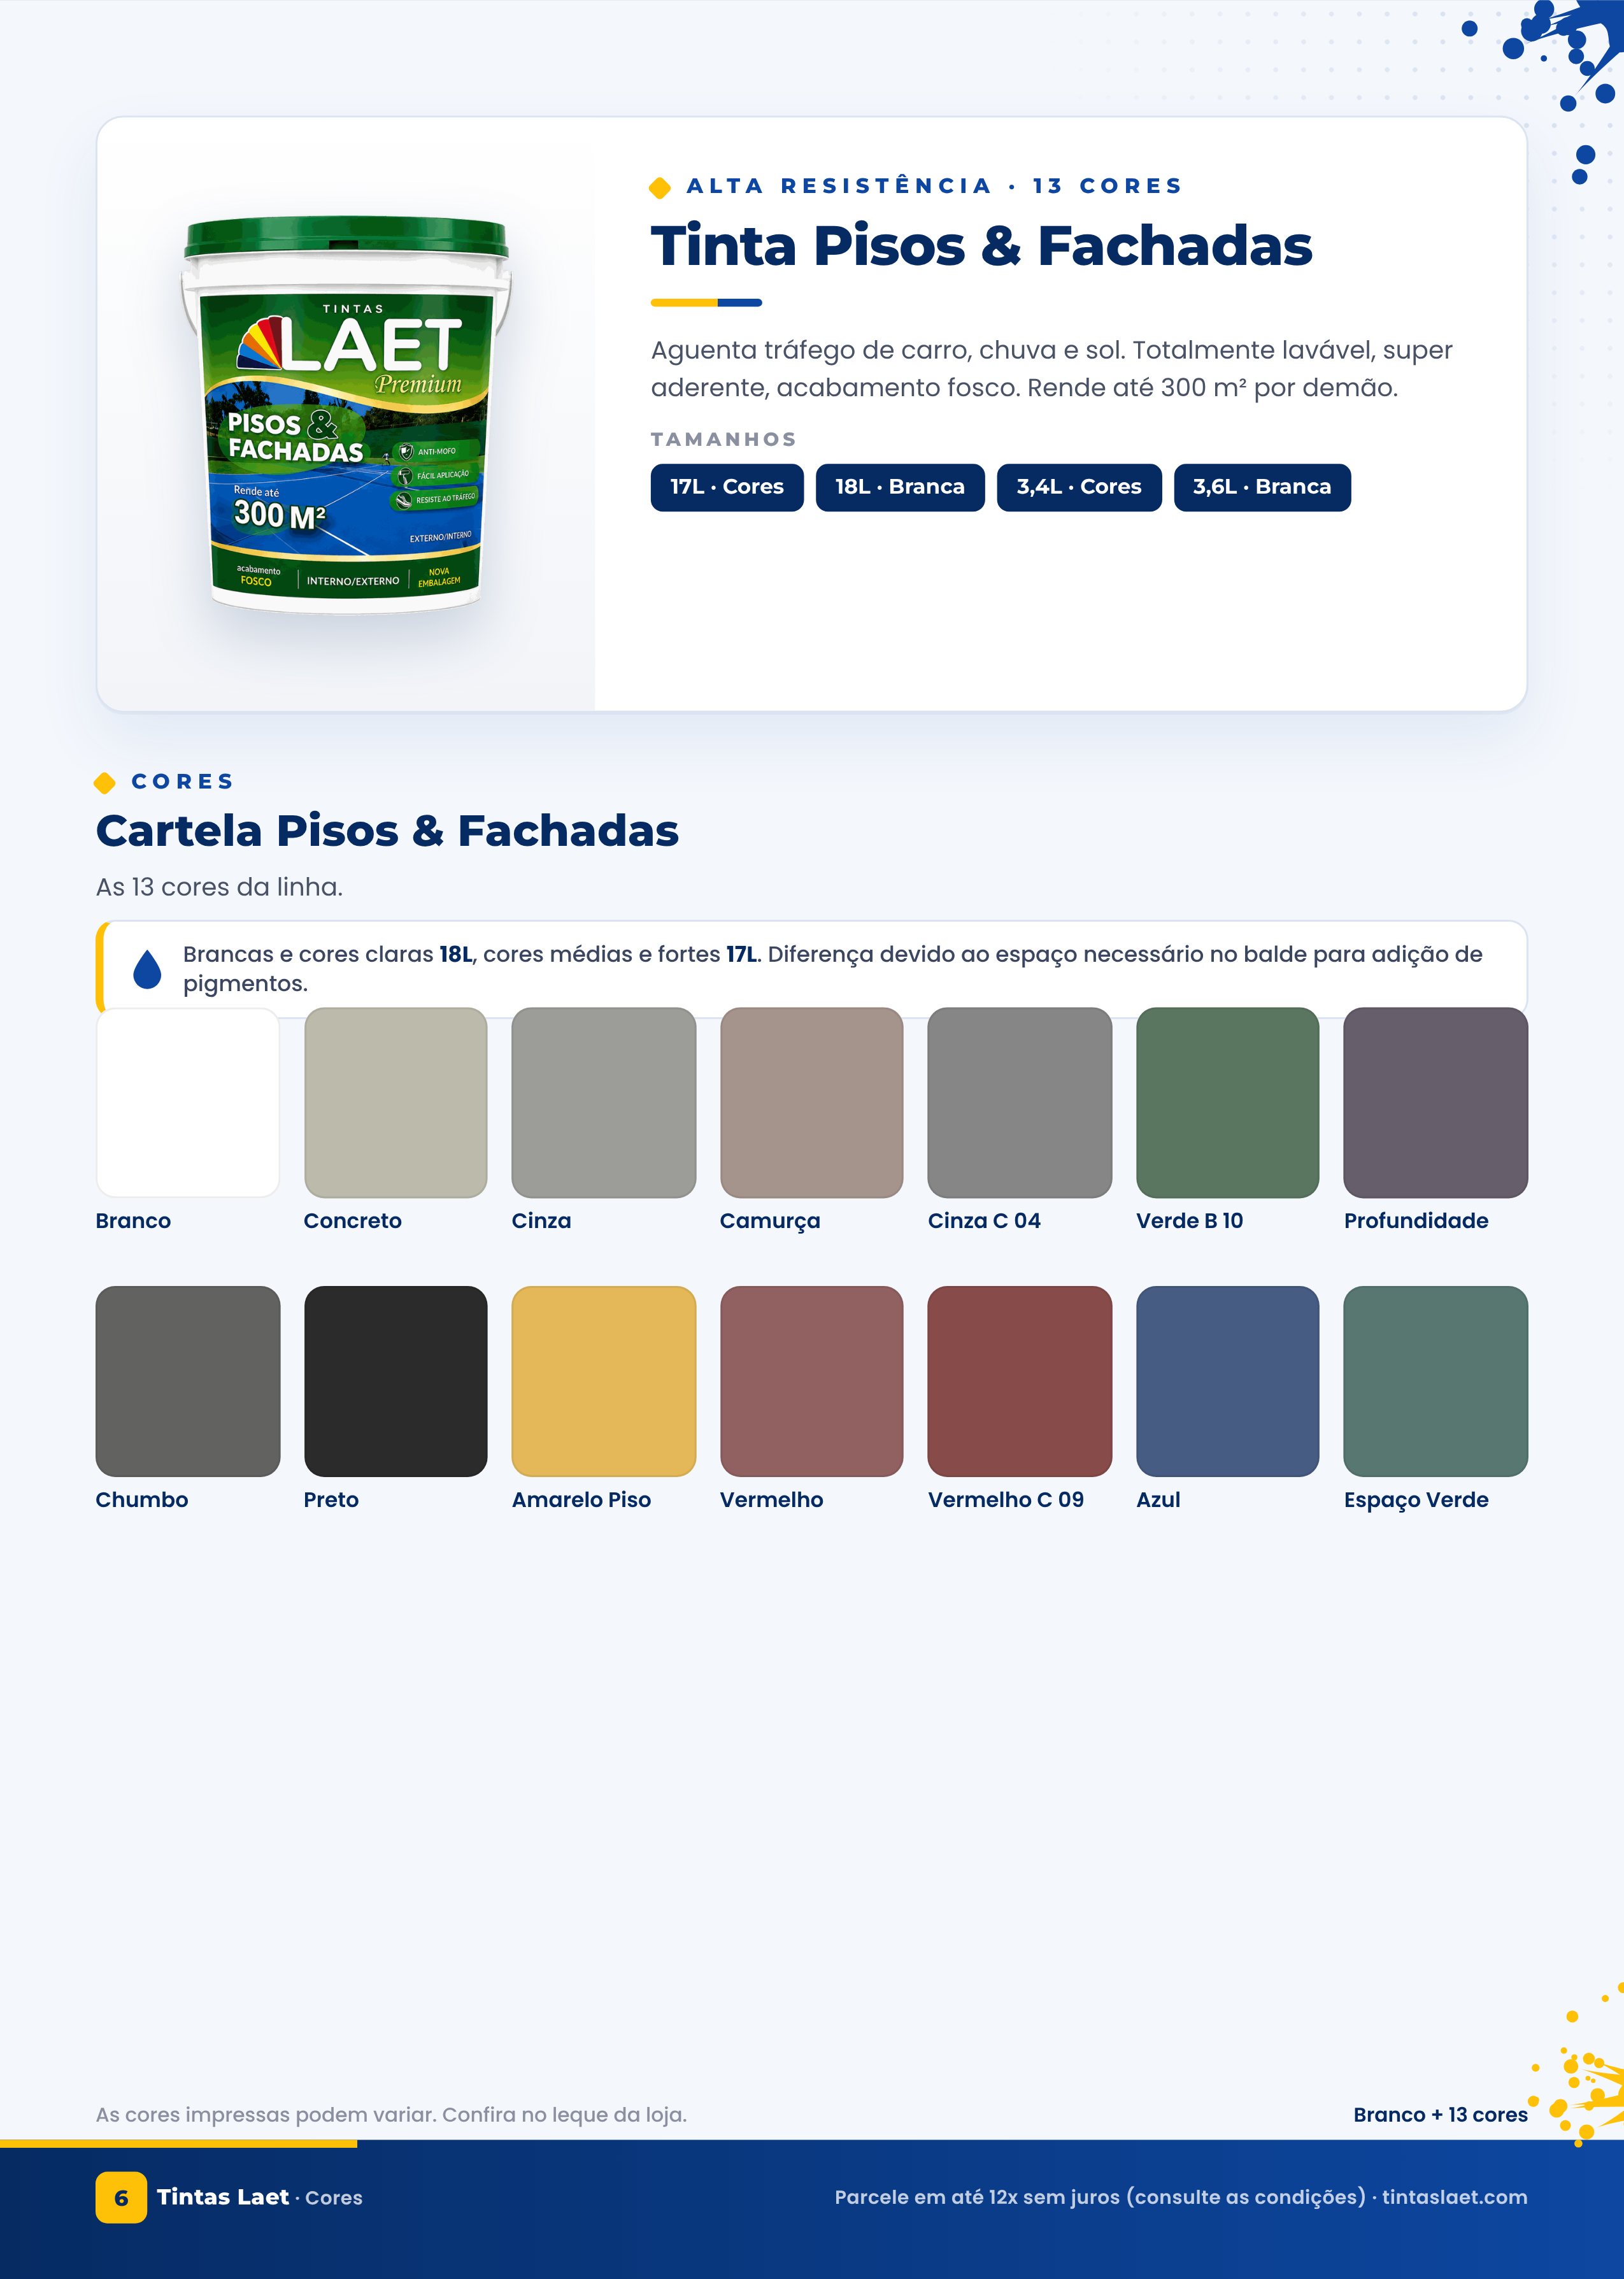 ALTA RESISTÊNCIA · 13 CORES
Tinta Pisos & Fachadas
Aguenta tráfego de carro, chuva e sol. Totalmente lavável, super
aderente, acabamento fosco. Rende até 300 m² por demão.
TAMANHOS
17L · Cores
18L · Branca
3,4L · Cores
3,6L · Branca
TINTAS
LAET
Premium
PISOS &
FACHADAS
ANTI-MOFO
FÁCIL APLICAÇÃO
RESISTE AO TRÁFEGO
Rende até
300 M²
EXTERNO/INTERNO
acabamento
FOSCO
INTERNO/EXTERNO
NOVA
EMBALAGEM
CORES
Cartela Pisos & Fachadas
As 13 cores da linha.
Brancas e cores claras 18L, cores médias e fortes 17L. Diferença devido ao espaço necessário no balde para adição de
pigmentos.
Branco
Concreto
Cinza
Camurça
Cinza C 04
Verde B 10
Profundidade
Chumbo
Preto
Amarelo Piso
Vermelho
Vermelho C 09
Azul
Espaço Verde
As cores impressas podem variar. Confira no leque da loja.
Branco + 13 cores
6
Tintas Laet · Cores
Parcele em até 12x sem juros (consulte as condições) · tintaslaet.com